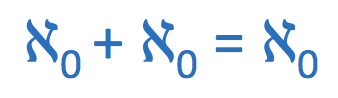 ℵ₀ + ℵ₀ = ℵ₀